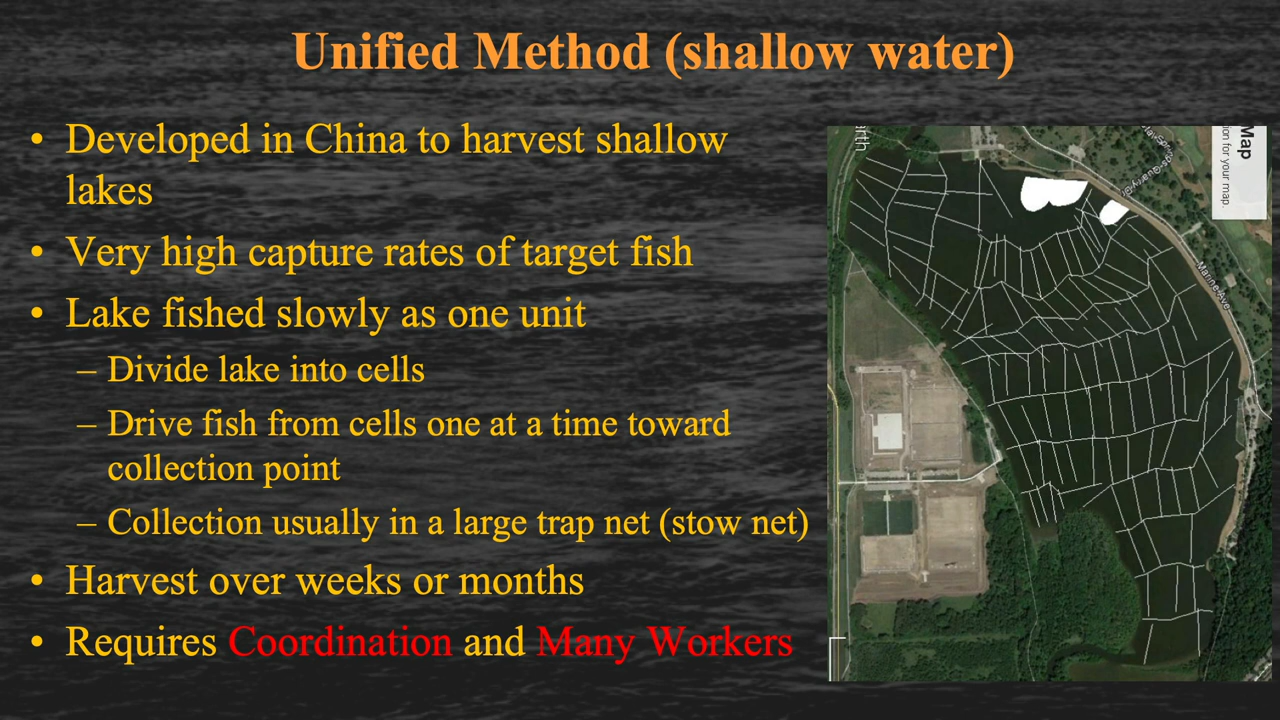 Unified Method (shallow water)
• Developed in China to harvest shallow
lakes
• Very high capture rates of target fish
• Lake fished slowly as one unit
– Divide lake into cells
– Drive fish from cells one at a time toward
collection point
– Collection usually in a large trap net (stow net)
• Harvest over weeks or months
• Requires Coordination and Many Workers
Map
Marine Ave